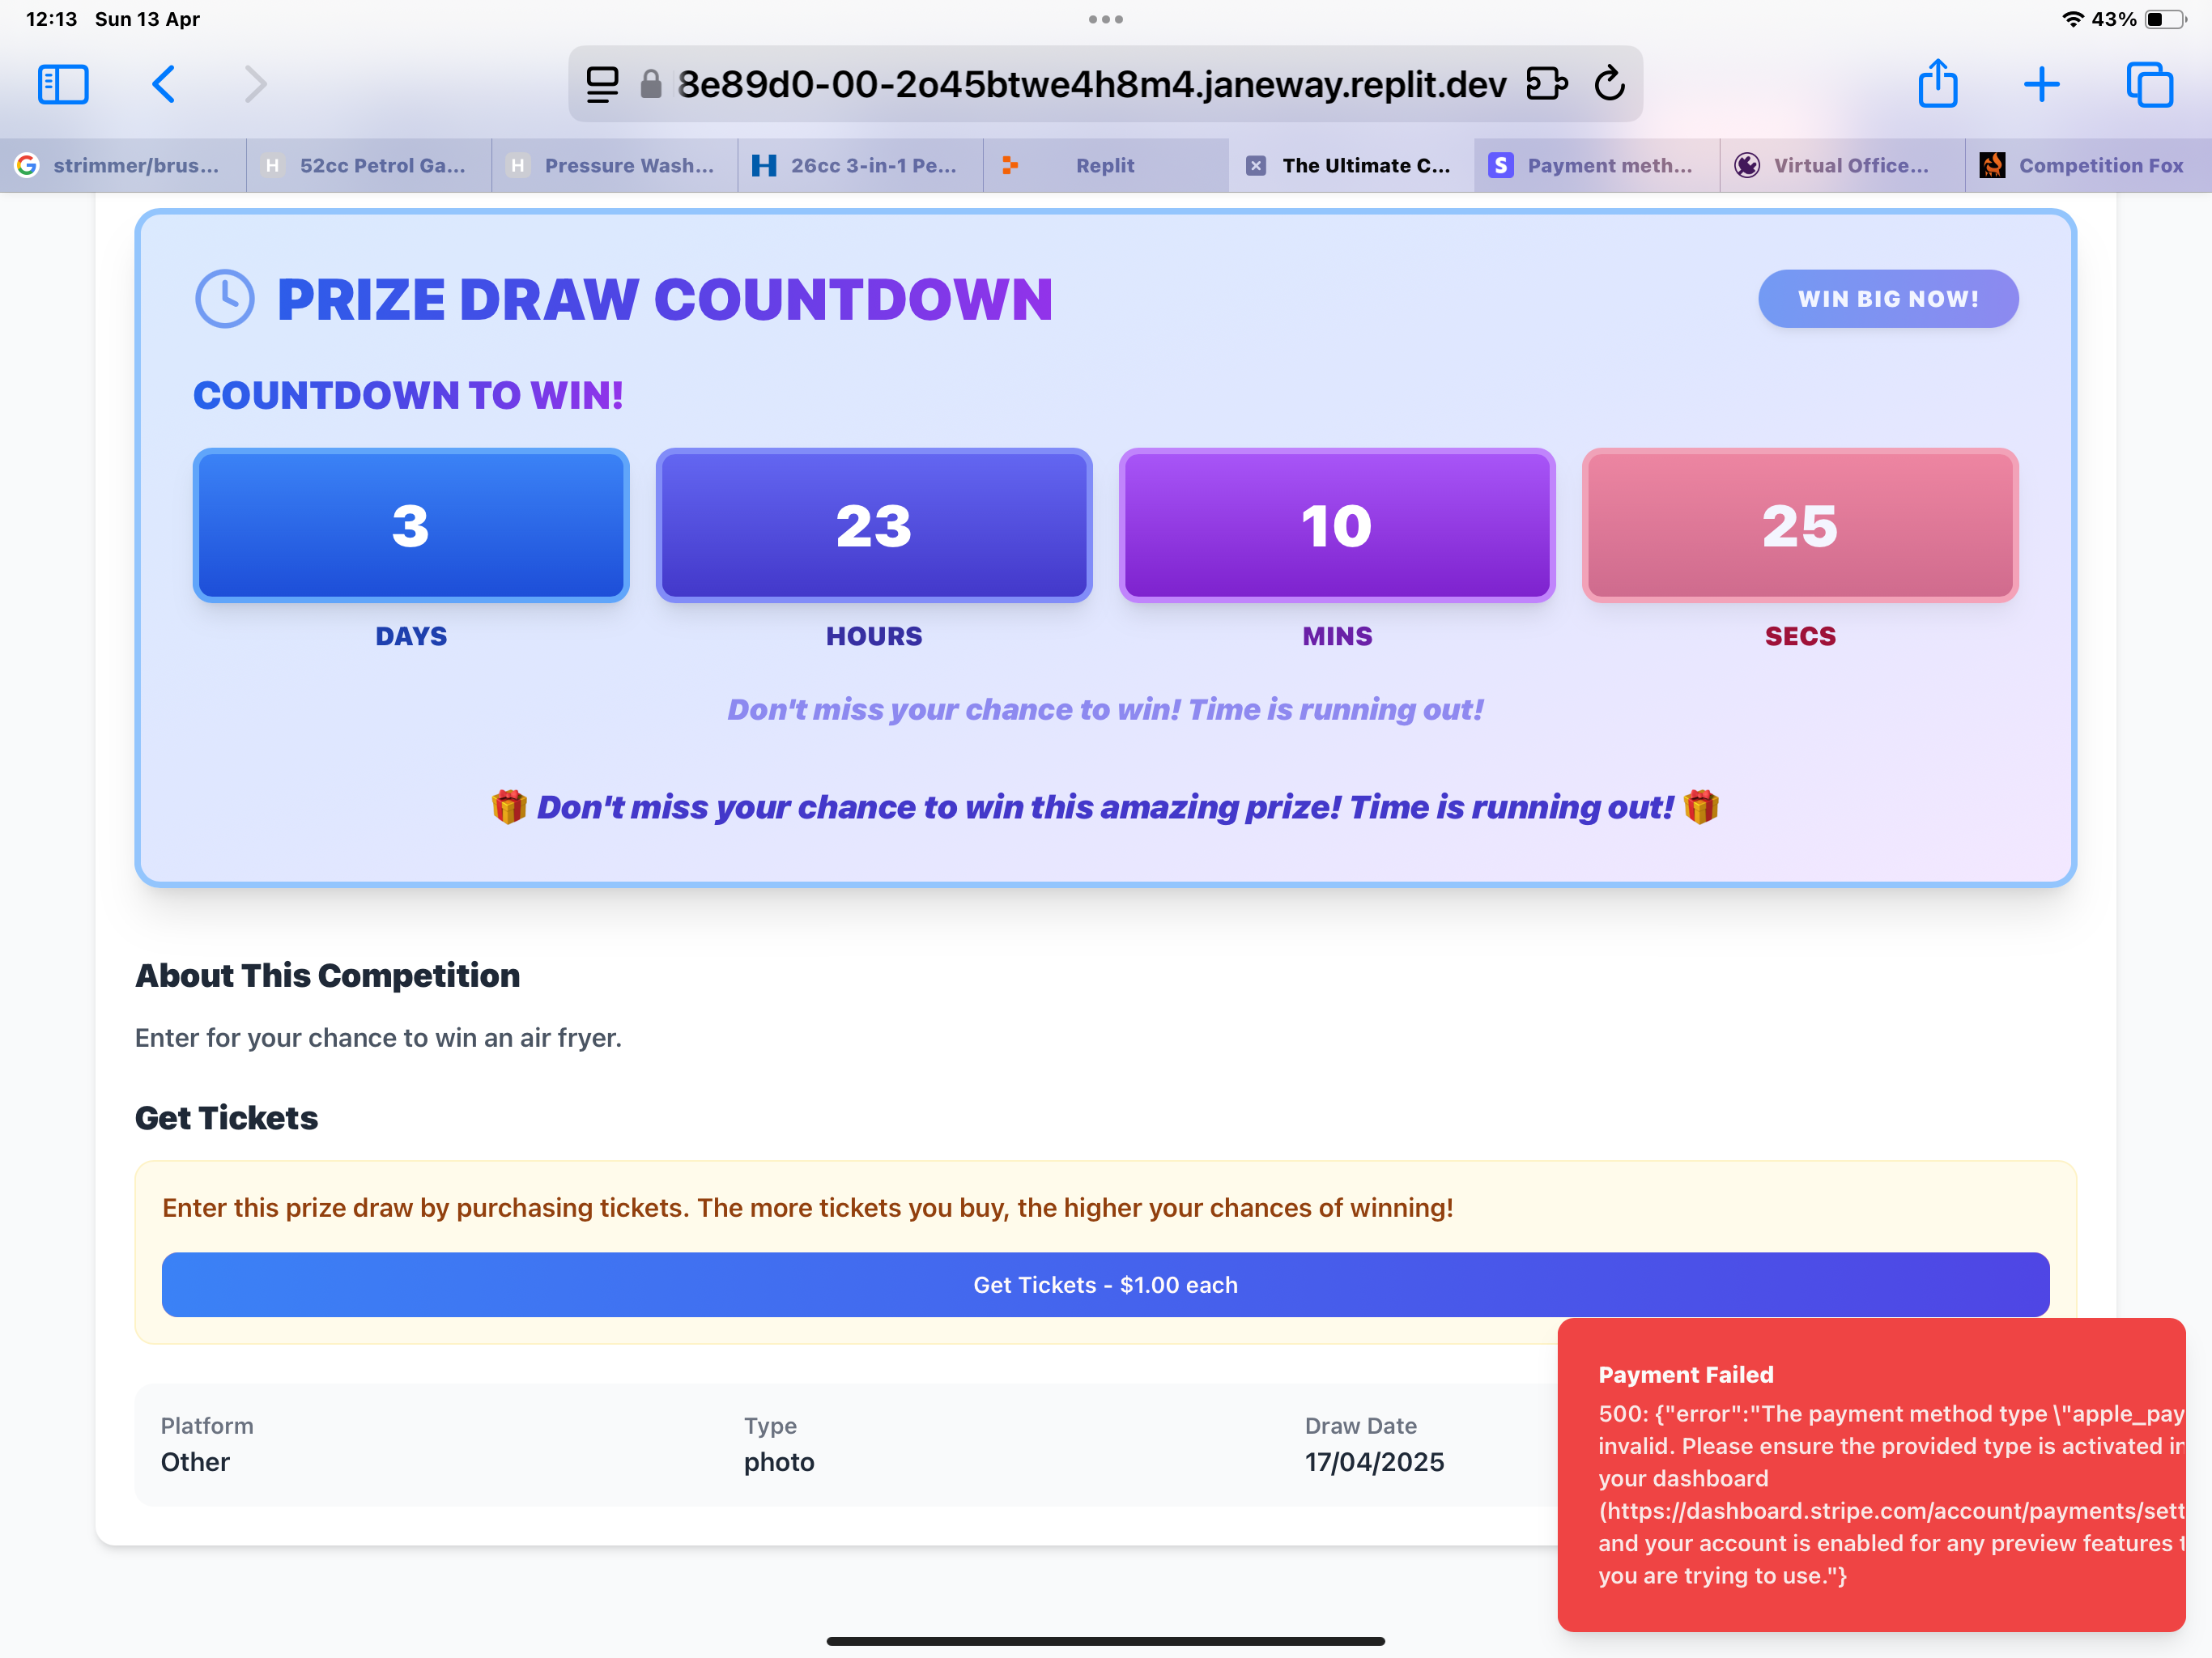 12:13 Sun 13 Apr
43%
8e89d0-00-2o45btwe4h8m4.janeway.replit.dev
strimmer/brus...
H 52cc Petrol Ga...
H Pressure Wash...
H 26cc 3-in-1 Pe...
Replit
The Ultimate C...
S Payment meth...
Virtual Office...
Competition Fox
PRIZE DRAW COUNTDOWN
WIN BIG NOW!
COUNTDOWN TO WIN!
3
23
10
25
DAYS
HOURS
MINS
SECS
Don't miss your chance to win! Time is running out!
🎁 Don't miss your chance to win this amazing prize! Time is running out! 🎁
About This Competition
Enter for your chance to win an air fryer.
Get Tickets
Enter this prize draw by purchasing tickets. The more tickets you buy, the higher your chances of winning!
Get Tickets - $1.00 each
Platform
Other
Type
photo
Draw Date
17/04/2025
Payment Failed
500: {"error":"The payment method type \"apple_pay
invalid. Please ensure the provided type is activated in
your dashboard
(https://dashboard.stripe.com/account/payments/sett
and your account is enabled for any preview features t
you are trying to use."}